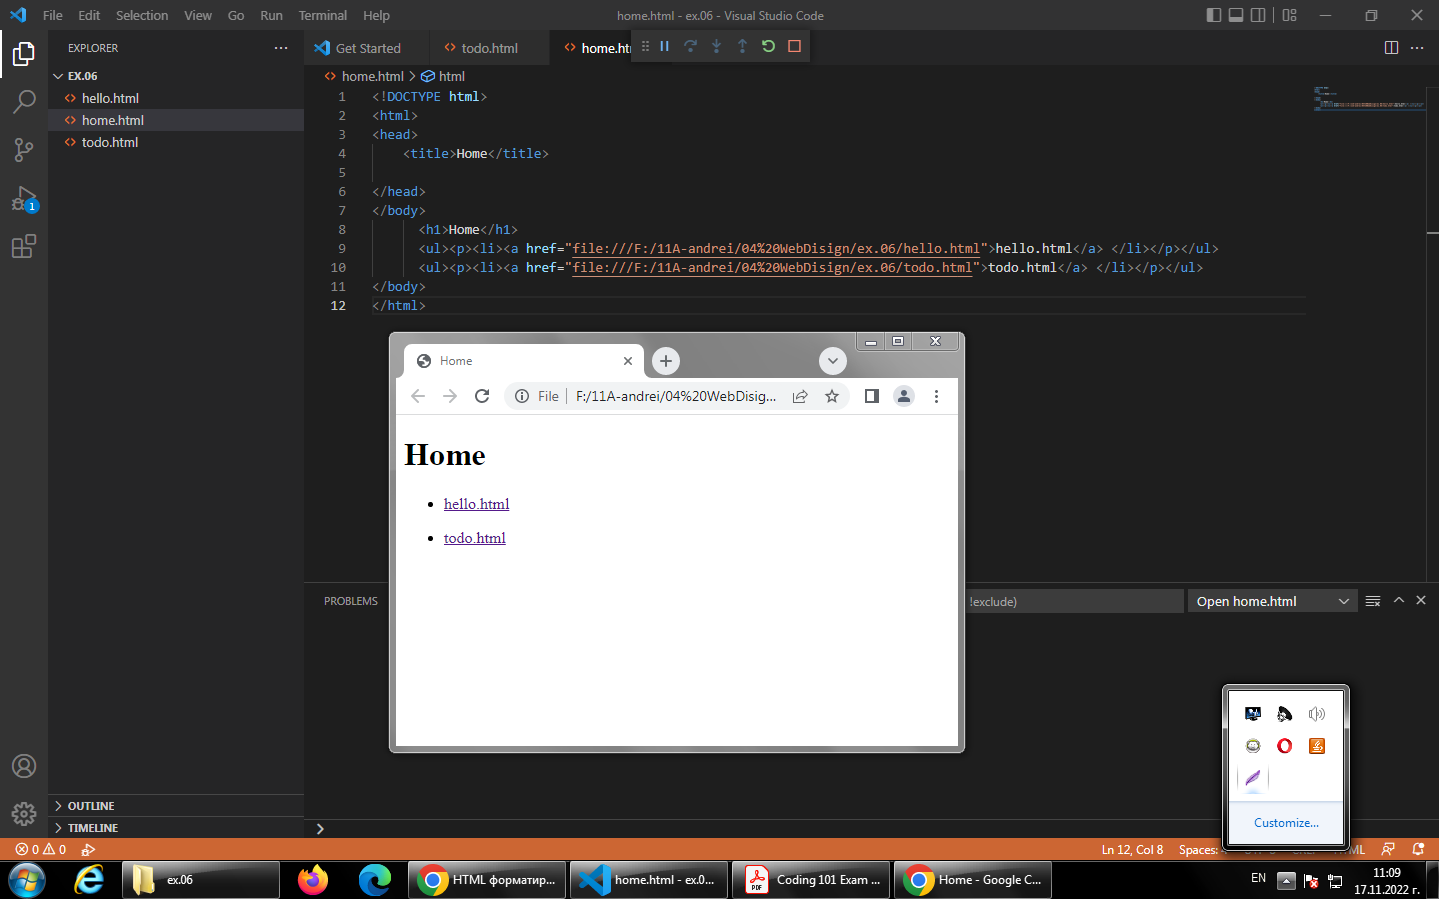 File Edit Selection View Go Run Terminal Help
home.html - ex.06 - Visual Studio Code
EXPLORER
EX.06
hello.html
home.html
todo.html
OUTLINE
TIMELINE
Get Started
todo.html
home.ht
home.html > html
1 <!DOCTYPE html>
2 <html>
3 <head>
4 <title>Home</title>
5
6 </head>
7 </body>
8 <h1>Home</h1>
9 <ul><p><li><a href="file:///F:/11A-andrei/04%20WebDisign/ex.06/hello.html">hello.html</a> </li></p></ul>
10 <ul><p><li><a href="file:///F:/11A-andrei/04%20WebDisign/ex.06/todo.html">todo.html</a> </li></p></ul>
11 </body>
12 </html>
Home
File F:/11A-andrei/04%20WebDisig...
Home
hello.html
todo.html
PROBLEMS
!exclude)
Open home.html
Customize...
1
0 0
Ln 12, Col 8 Spaces:
ex.06
HTML форматир...
home.html - ex.0...
PDF
Coding 101 Exam ...
Home - Google C...
EN
11:09
17.11.2022 г.